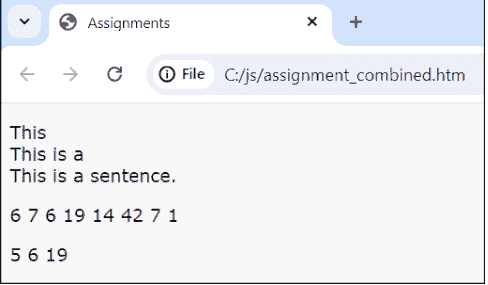 Assignments
File C:/js/assignment_combined.htm
This
This is a
This is a sentence.
6 7 6 19 14 42 7 1
5 6 19